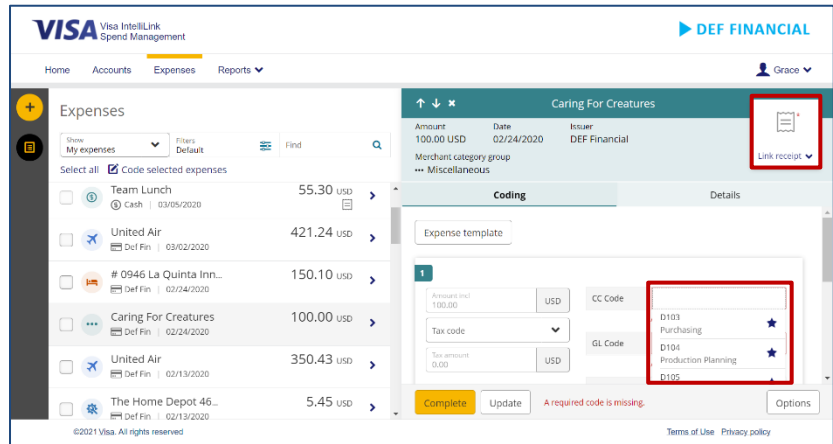 VISA Visa IntelliLink
Spend Management
DEF FINANCIAL
Home Accounts Expenses Reports
Grace
Expenses
Show
My expenses
Filters
Default
Find
Select all Code selected expenses
Team Lunch 55.30 USD
Cash | 03/05/2020
United Air 421.24 USD
Def Fin | 03/02/2020
# 0946 La Quinta Inn... 150.10 USD
Def Fin | 02/24/2020
Caring For Creatures 100.00 USD
Def Fin | 02/24/2020
United Air 350.43 USD
Def Fin | 02/13/2020
The Home Depot 46... 5.45 USD
Def Fin | 02/13/2020
Caring For Creatures
Amount Date Issuer
100.00 USD 02/24/2020 DEF Financial
Merchant category group
Miscellaneous
Link receipt
Coding Details
Expense template
1
Amount incl
100.00 USD
Tax code
Tax amount
0.00 USD
CC Code
GL Code
D103
Purchasing
D104
Production Planning
D105
Complete Update A required code is missing. Options
©2021 Visa. All rights reserved
Terms of Use Privacy policy